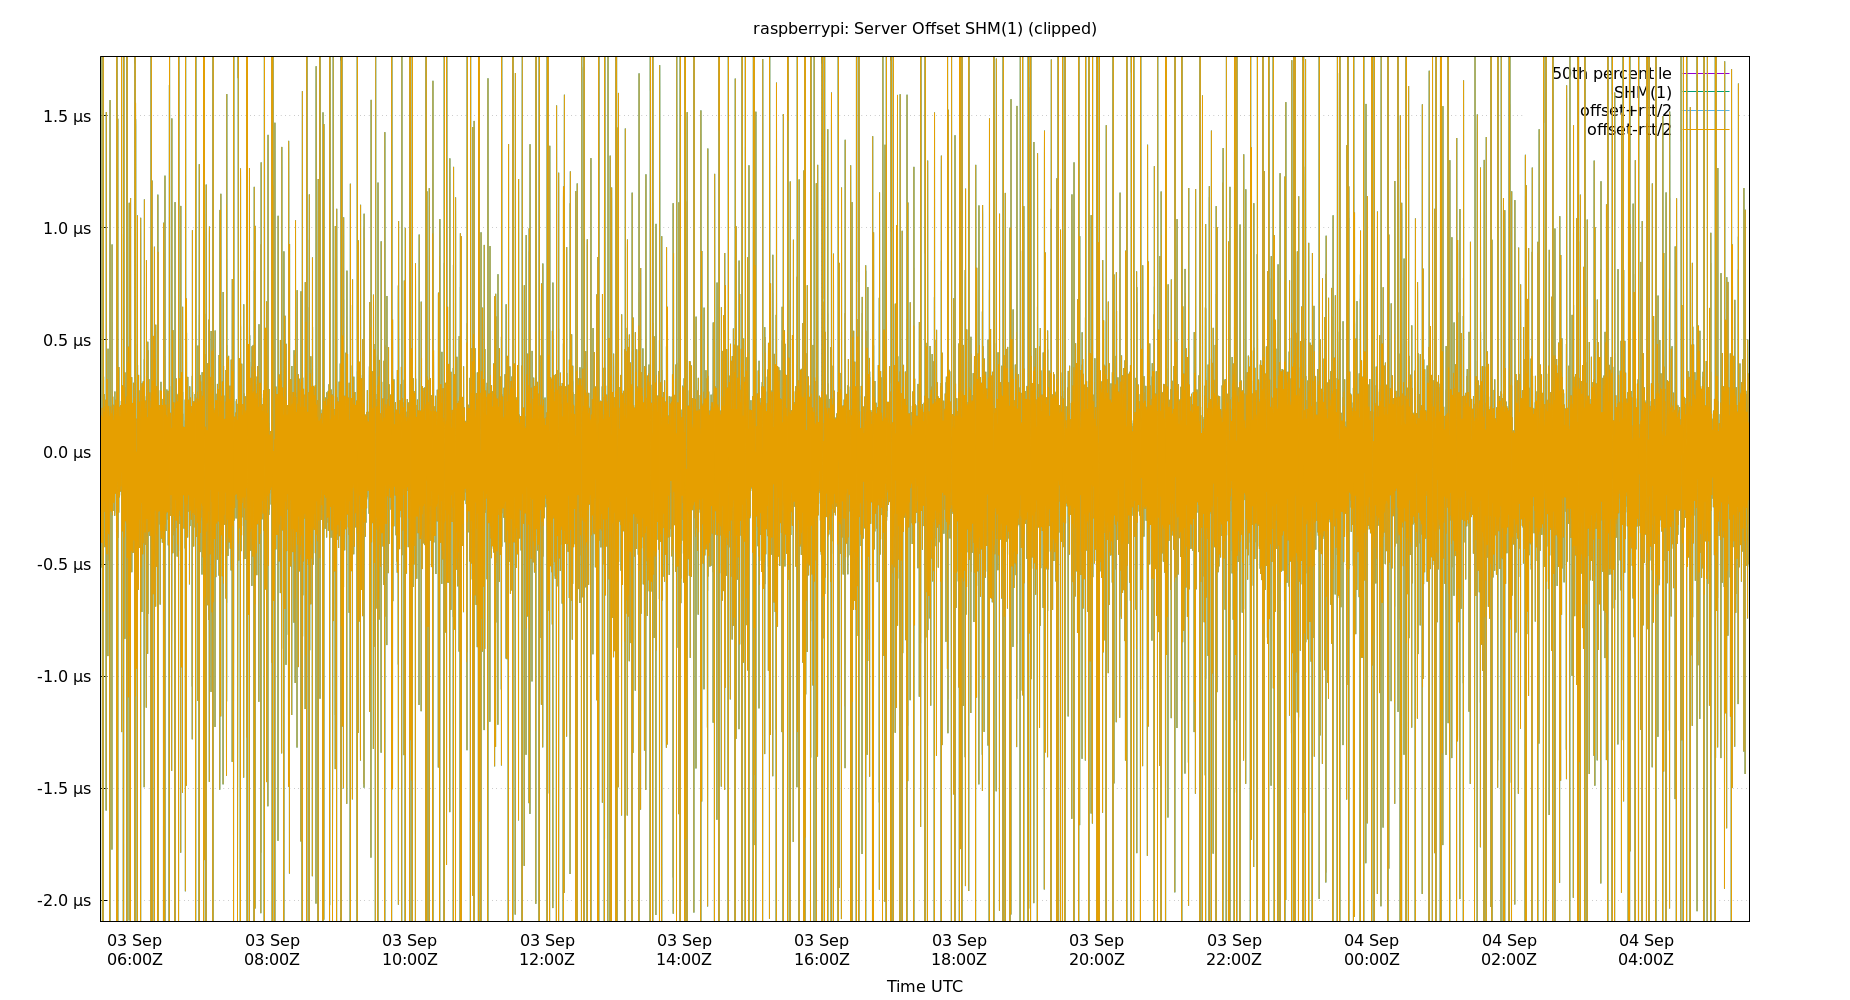 raspberrypi: Server Offset SHM(1) (clipped)
50th percentile
SHM(1)
offset+rtt/2
offset-rtt/2
1.5 µs
1.0 µs
0.5 µs
0.0 µs
-0.5 µs
-1.0 µs
-1.5 µs
-2.0 µs
03 Sep 03 Sep 03 Sep 03 Sep 03 Sep 03 Sep 03 Sep 03 Sep 03 Sep 04 Sep 04 Sep 04 Sep
06:00Z 08:00Z 10:00Z 12:00Z 14:00Z 16:00Z 18:00Z 20:00Z 22:00Z 00:00Z 02:00Z 04:00Z
Time UTC